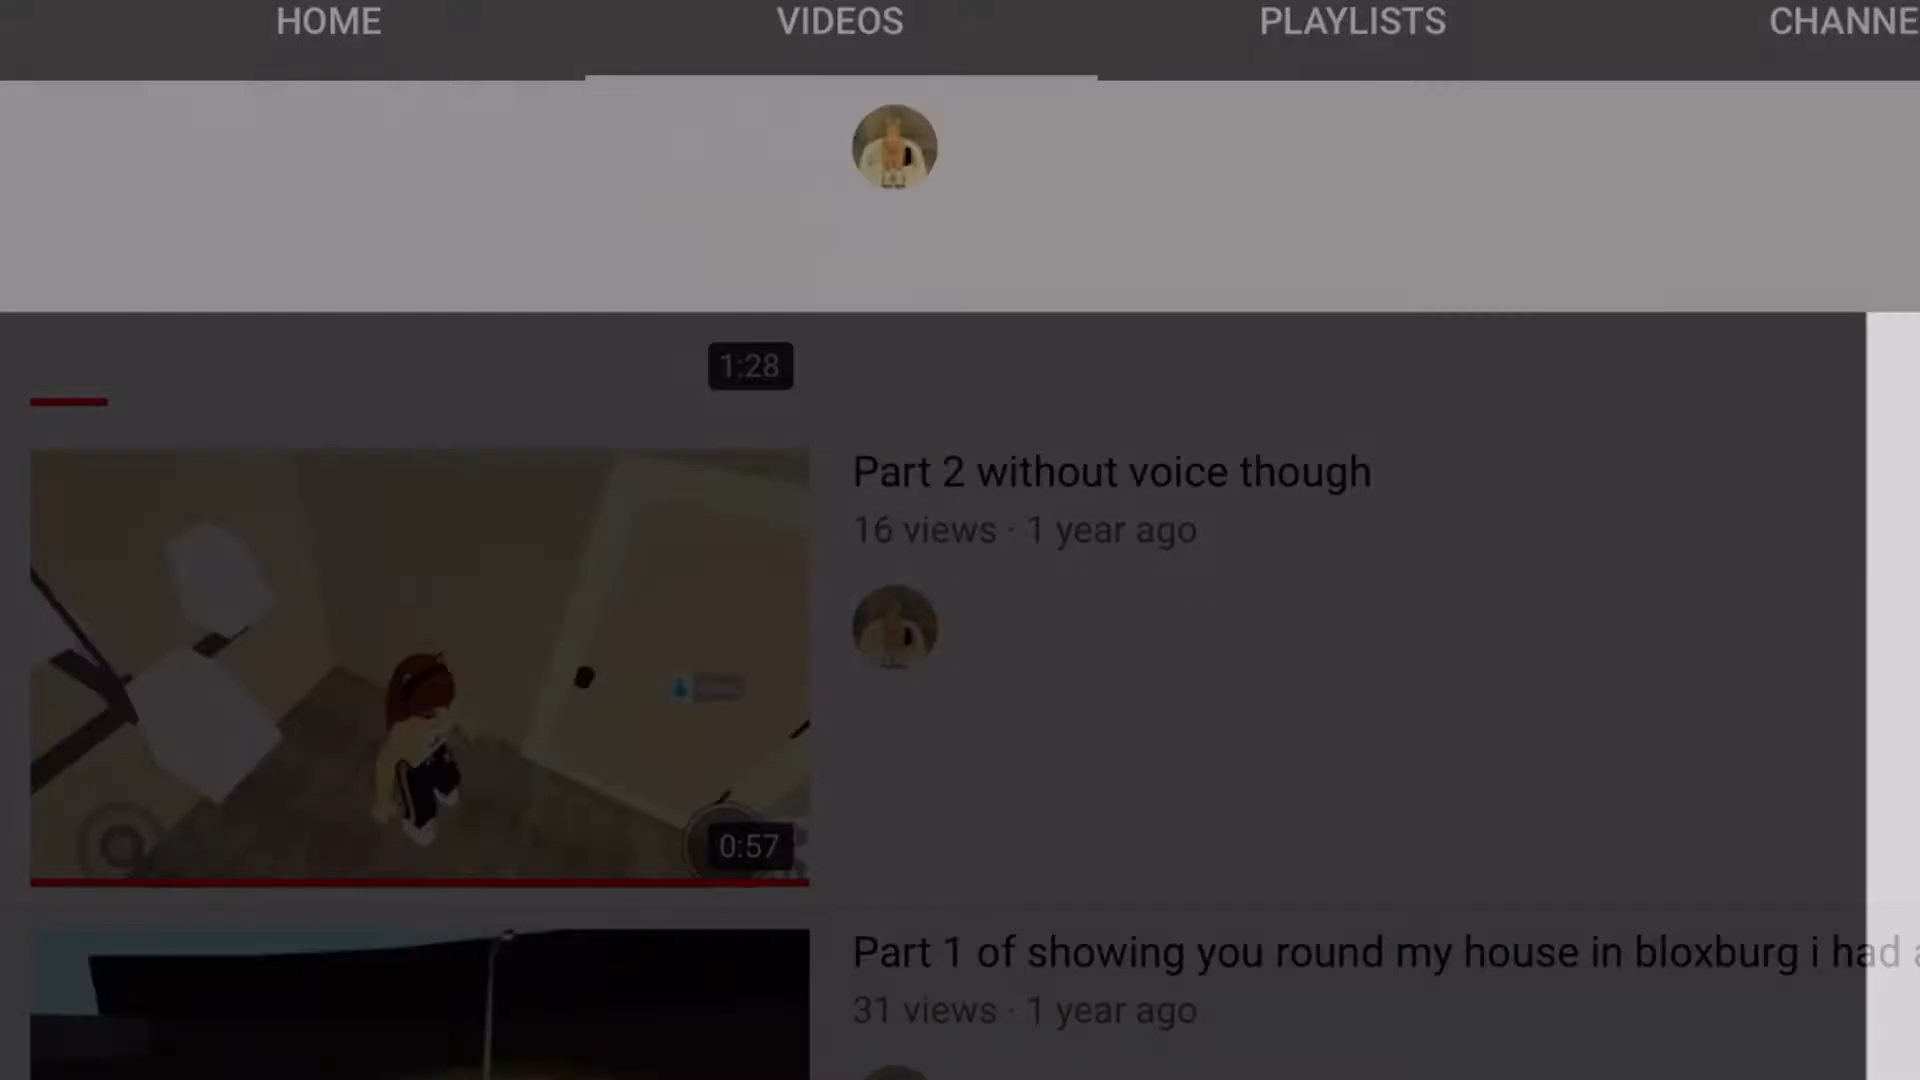 HOME
VIDEOS
PLAYLISTS
CHANNE
1:28
Part 2 without voice though
16 views · 1 year ago
0:57
Part 1 of showing you round my house in bloxburg i had a
31 views · 1 year ago